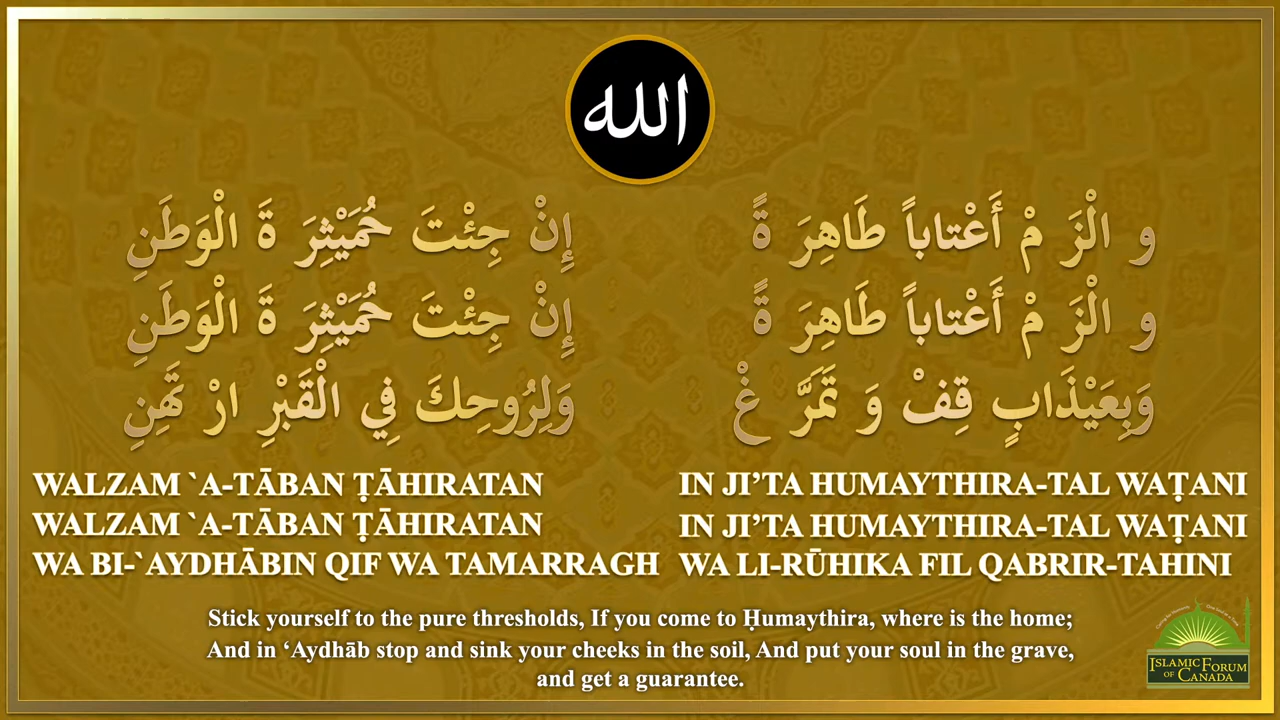 الله
و الْزَ مْ أَعْتاباً طَاهِرَ ةً إِنْ جِئْتَ حُمَيْثِرَ ةَ الْوَطَنِ
و الْزَ مْ أَعْتاباً طَاهِرَ ةً إِنْ جِئْتَ حُمَيْثِرَ ةَ الْوَطَنِ
وَبِعَيْذَابٍ قِفْ وَ تَمَرَّ غْ وَلِرُوحِكَ فِي الْقَبْرِ ارْ تَهَنِ
WALZAM `A-TĀBAN ṬĀHIRATAN IN JI’TA HUMAYTHIRA-TAL WAṬANI
WALZAM `A-TĀBAN ṬĀHIRATAN IN JI’TA HUMAYTHIRA-TAL WAṬANI
WA BI-`AYDHĀBIN QIF WA TAMARRAGH WA LI-RŪHIKA FIL QABRIR-TAHINI
Stick yourself to the pure thresholds, If you come to Ḥumaythira, where is the home;
And in ‘Aydhāb stop and sink your cheeks in the soil, And put your soul in the grave,
and get a guarantee.
ISLAMIC FORUM
OF CANADA